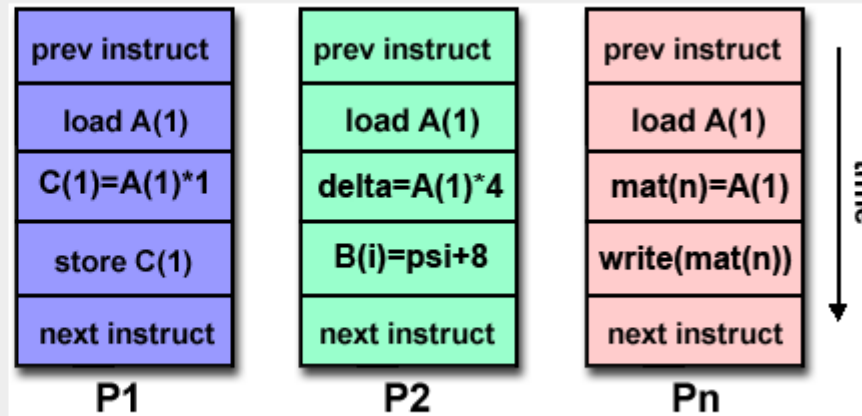 prev instruct
load A(1)
C(1)=A(1)*1
store C(1)
next instruct
P1
prev instruct
load A(1)
delta=A(1)*4
B(i)=psi+8
next instruct
P2
prev instruct
load A(1)
mat(n)=A(1)
write(mat(n))
next instruct
Pn
time